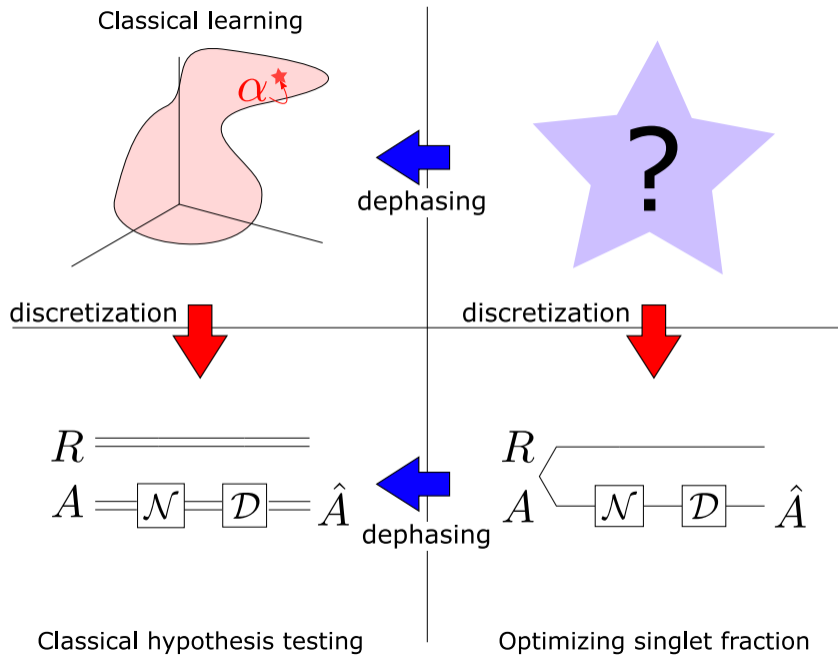 Classical learning
α
?
dephasing
discretization
discretization
R
A
𝒩
𝒟
Â
dephasing
R
A
𝒩
𝒟
Â
Classical hypothesis testing
Optimizing singlet fraction